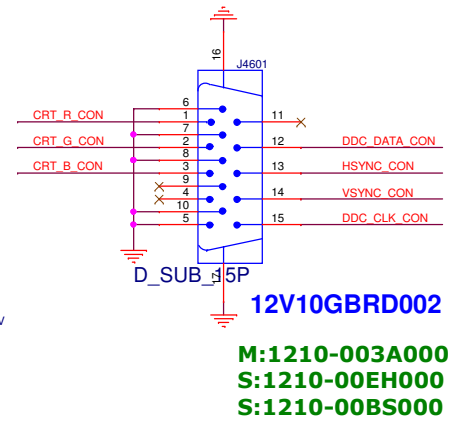 16
J4601
6
CRT_R_CON 1 11
7
CRT_G_CON 2 12 DDC_DATA_CON
8
CRT_B_CON 3 13 HSYNC_CON
9
4 14 VSYNC_CON
10
5 15 DDC_CLK_CON
D_SUB_15P
17
12V10GBRD002
M:1210-003A000
S:1210-00EH000
S:1210-00BS000